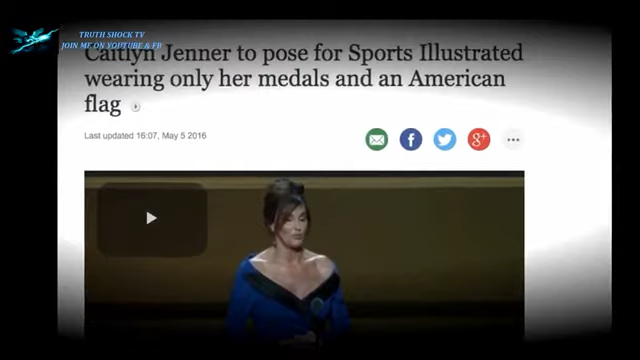 TRUTH SHOCK TV
JOIN ME ON YOUTUBE & FB
Caitlyn Jenner to pose for Sports Illustrated
wearing only her medals and an American
flag
Last updated 16:07, May 5 2016
f
g+